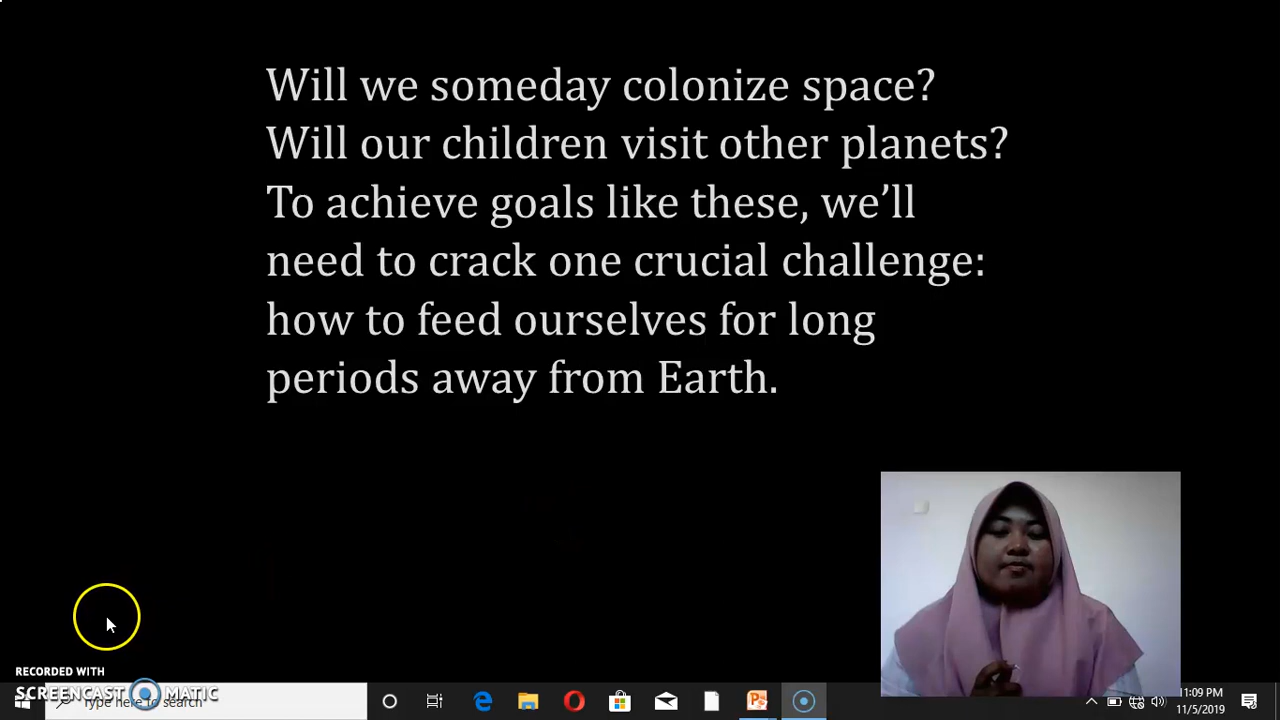 Will we someday colonize space?
Will our children visit other planets?
To achieve goals like these, we’ll
need to crack one crucial challenge:
how to feed ourselves for long
periods away from Earth.
RECORDED WITH
SCREENCAST MATIC
Type here to search
11:09 PM
11/5/2019